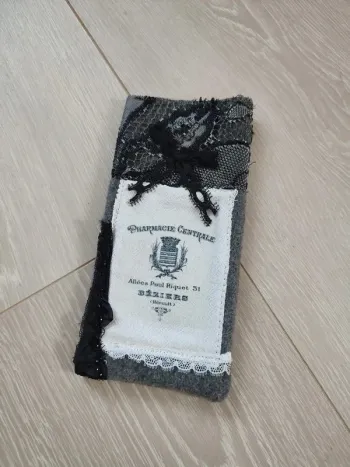 PHARMACIE CENTRALE
Allées Paul Riquet 31
BÉZIERS
(Hérault)